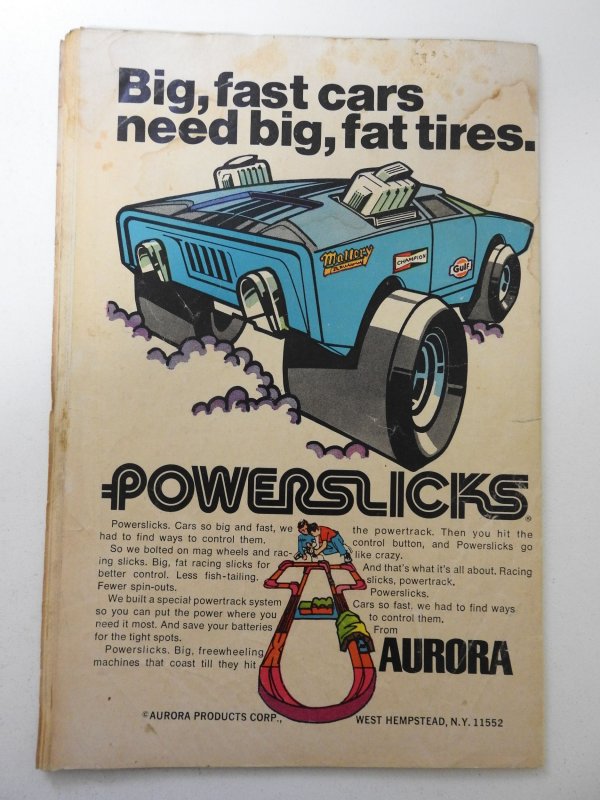 Big, fast cars
need big, fat tires.
Mallory
CHAMPION
Gulf
POWERSLICKS®
Powerslicks. Cars so big and fast, we
had to find ways to control them.
So we bolted on mag wheels and rac-
ing slicks. Big, fat racing slicks for
better control. Less fish-tailing.
Fewer spin-outs.
We built a special powertrack system
so you can put the power where you
need it most. And save your batteries
for the tight spots.
Powerslicks. Big, freewheeling
machines that coast till they hit
the powertrack. Then you hit the
control button, and Powerslicks go
like crazy.
And that's what it's all about. Racing
slicks, powertrack.
Powerslicks.
Cars so fast. we had to find ways
to control them.
From
AURORA
©AURORA PRODUCTS CORP., WEST HEMPSTEAD, N.Y. 11552